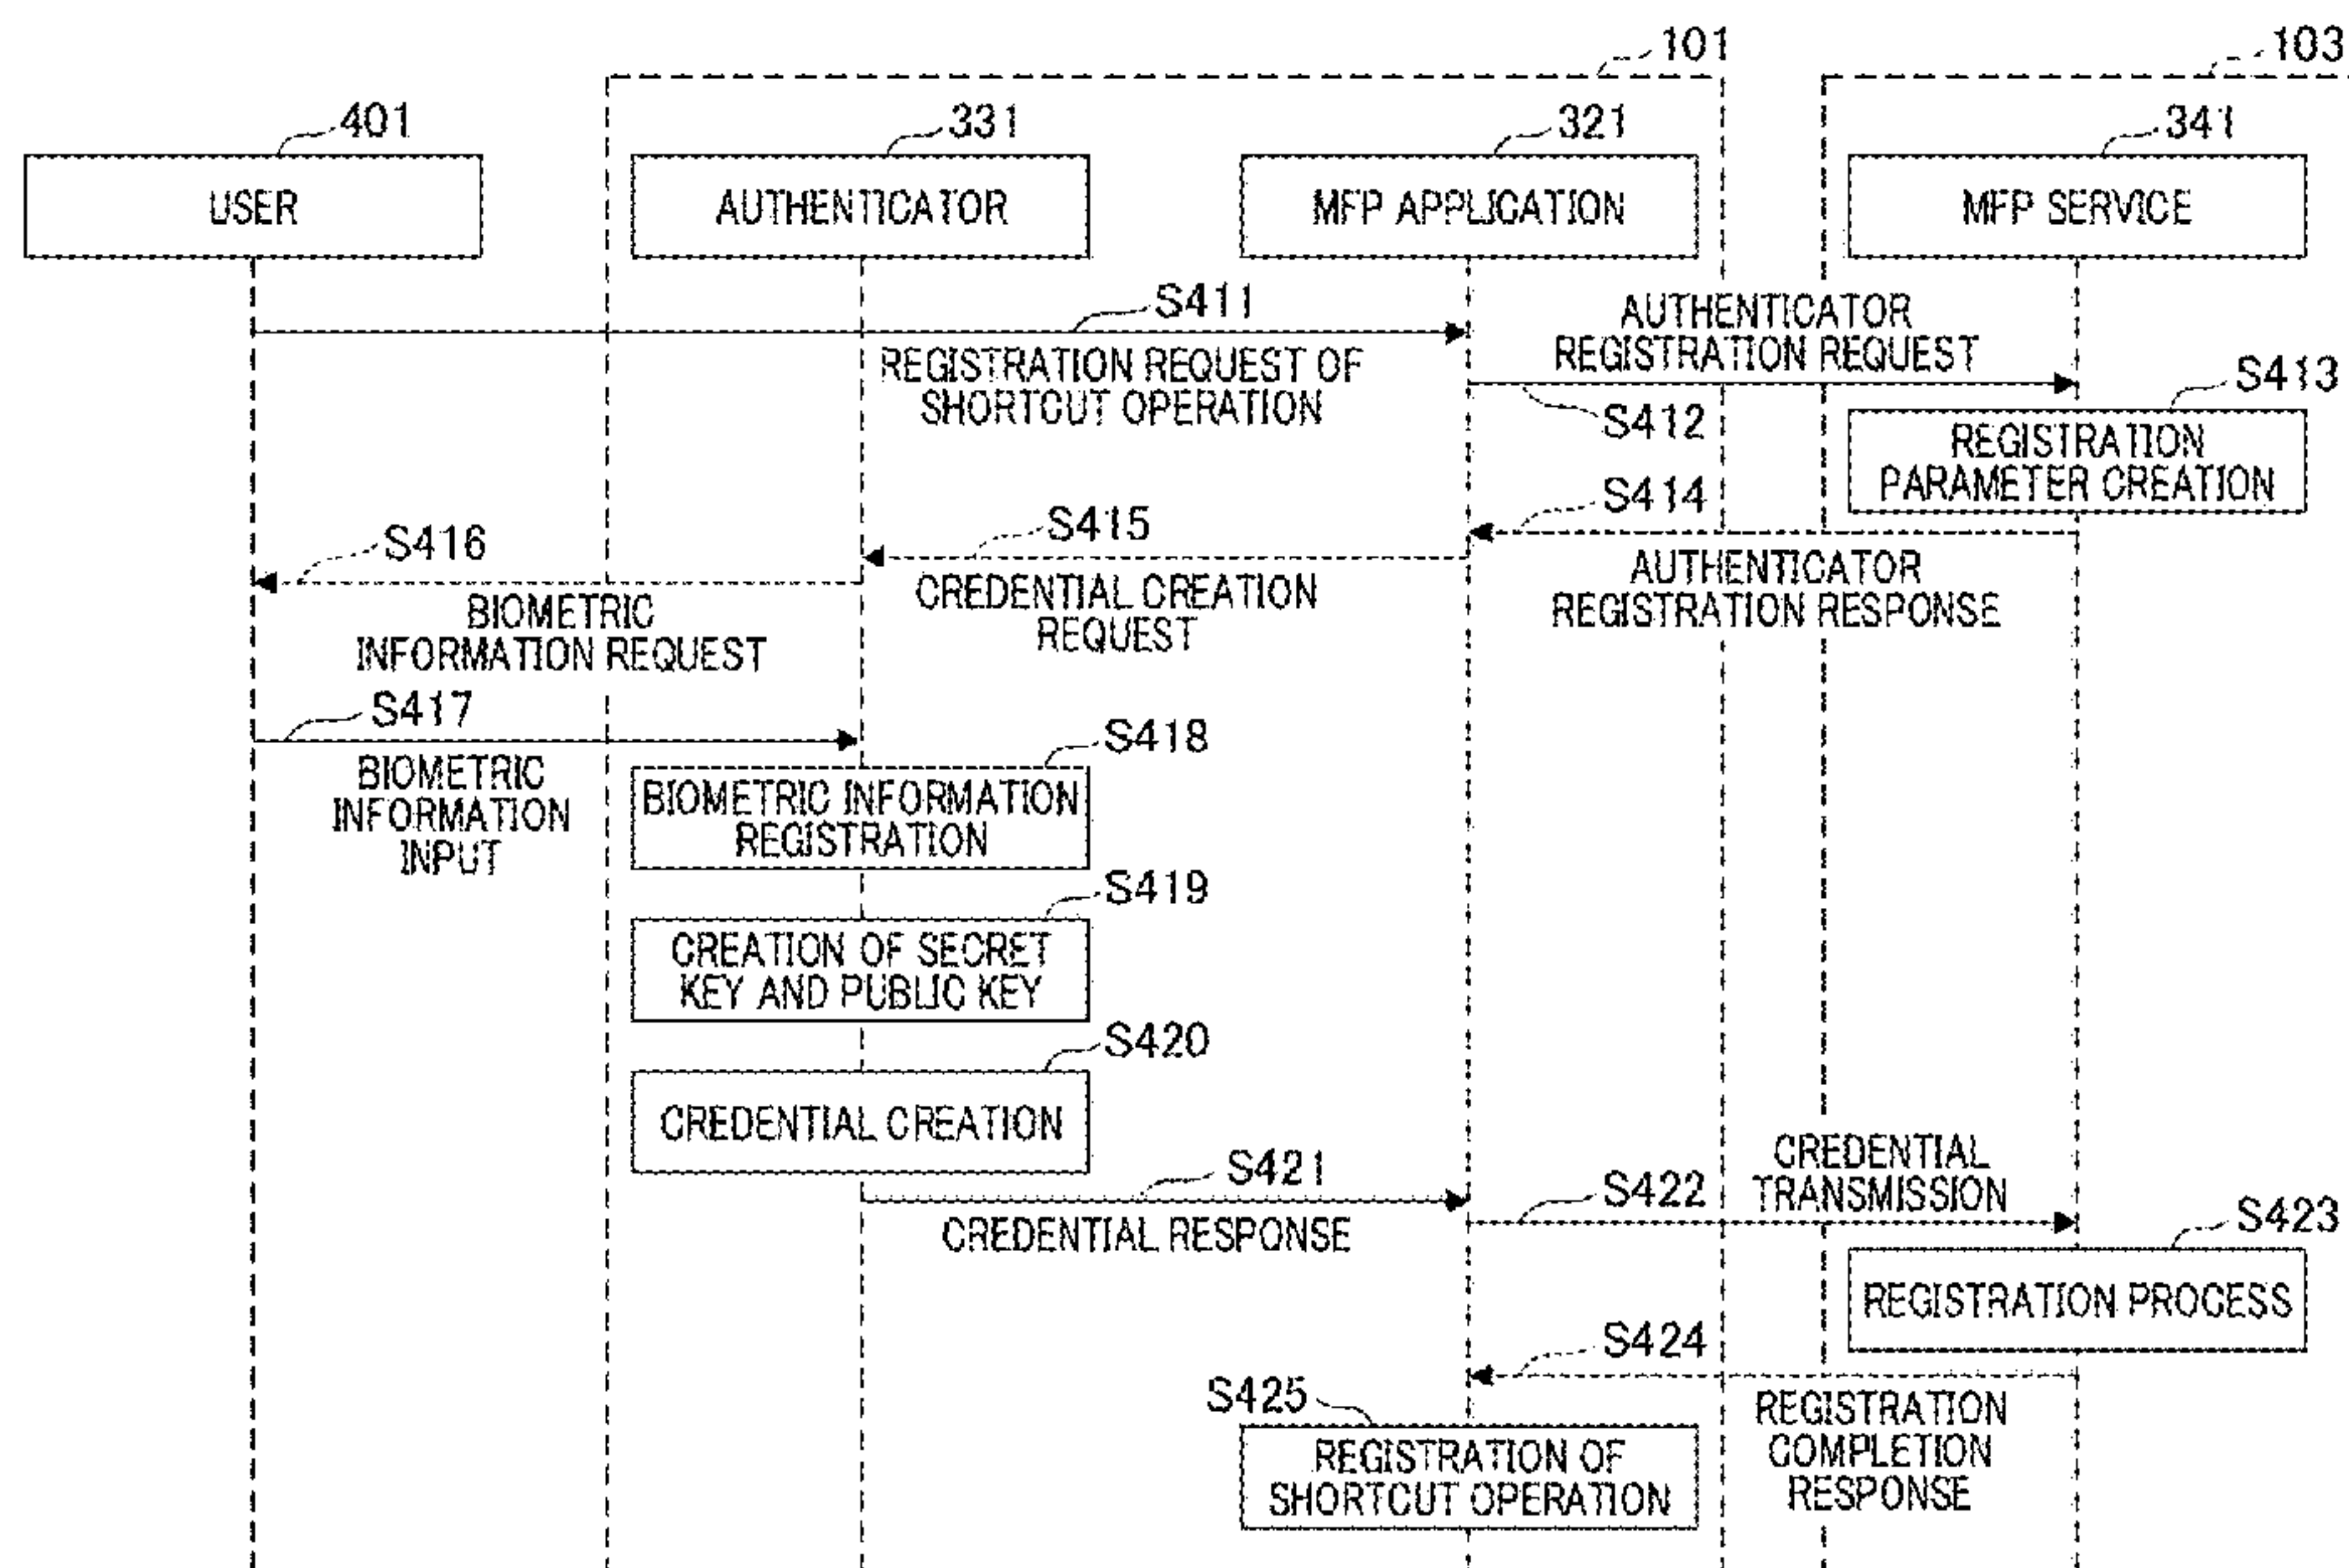 101
103
401
331
321
341
USER
AUTHENTICATOR
MFP APPLICATION
MFP SERVICE
S411
REGISTRATION REQUEST OF
SHORTCUT OPERATION
AUTHENTICATOR
REGISTRATION REQUEST
S412
S413
REGISTRATION
PARAMETER CREATION
S414
AUTHENTICATOR
REGISTRATION RESPONSE
S415
CREDENTIAL CREATION
REQUEST
S416
BIOMETRIC
INFORMATION REQUEST
S417
BIOMETRIC
INFORMATION
INPUT
S418
BIOMETRIC INFORMATION
REGISTRATION
S419
CREATION OF SECRET
KEY AND PUBLIC KEY
S420
CREDENTIAL CREATION
S421
CREDENTIAL RESPONSE
S422
CREDENTIAL
TRANSMISSION
S423
REGISTRATION PROCESS
S424
REGISTRATION
COMPLETION
RESPONSE
S425
REGISTRATION OF
SHORTCUT OPERATION